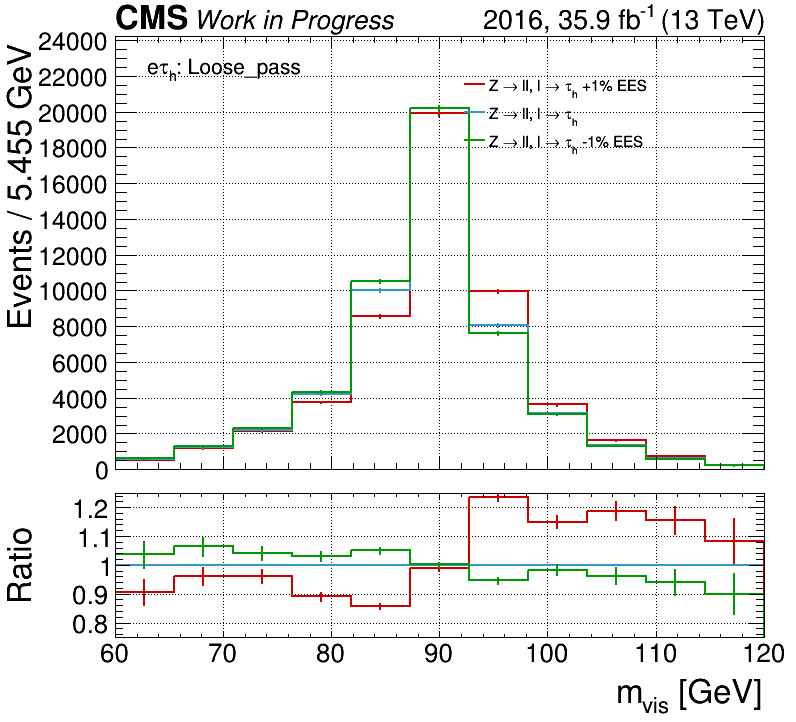 CMS Work in Progress 2016, 35.9 fb⁻¹ (13 TeV)
eτh: Loose_pass
Z → ll, l → τh +1% EES
Z → ll, l → τh
Z → ll, l → τh -1% EES
Events / 5.455 GeV
24000
22000
20000
18000
16000
14000
12000
10000
8000
6000
4000
2000
0
Ratio
1.2
1.1
1
0.9
0.8
60 70 80 90 100 110 120
mvis [GeV]